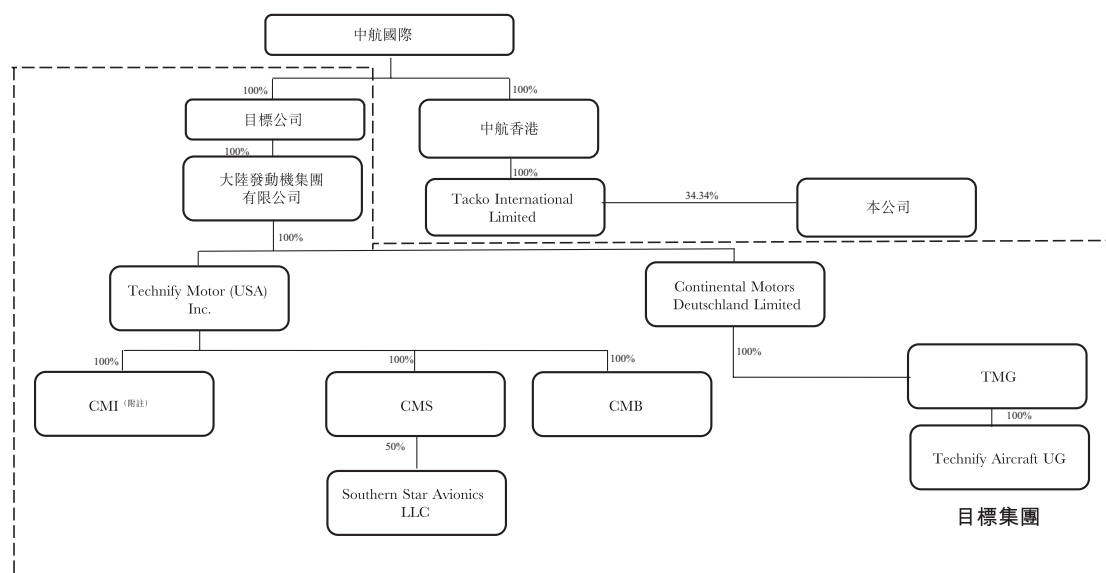 中航國際
100%
100%
目標公司
中航香港
100%
100%
大陸發動機集團
有限公司
Tacko International
Limited
34.34%
本公司
100%
Technify Motor (USA)
Inc.
Continental Motors
Deutschland Limited
100%
100%
100%
100%
CMI（附註）
CMS
CMB
TMG
50%
100%
Southern Star Avionics
LLC
Technify Aircraft UG
目標集團